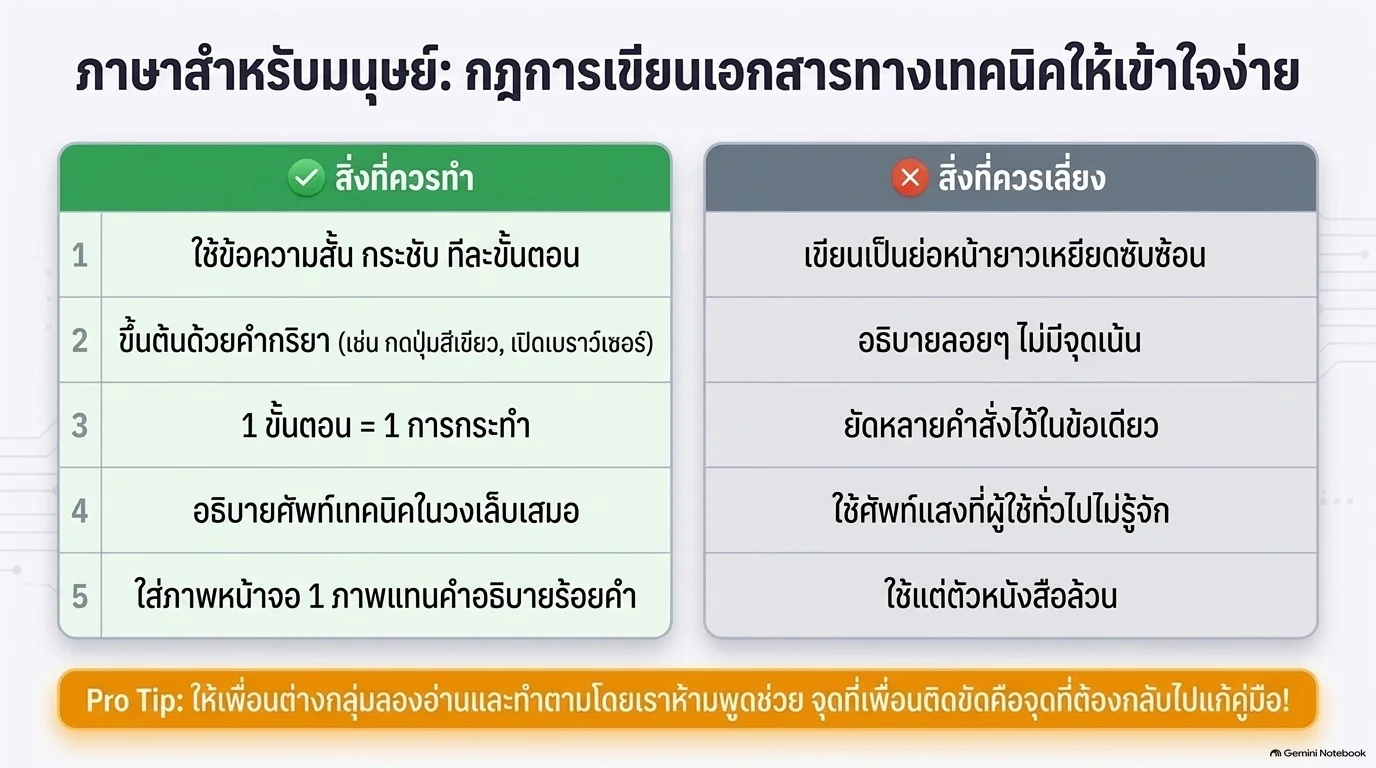 ภาษาสำหรับมนุษย์: กฎการเขียนเอกสารทางเทคนิคให้เข้าใจง่าย
สิ่งที่ควรทำ
1 ใช้ข้อความสั้น กระชับ ทีละขั้นตอน
2 ขึ้นต้นด้วยคำกริยา (เช่น กดปุ่มสีเขียว, เปิดเบราว์เซอร์)
3 1 ขั้นตอน = 1 การกระทำ
4 อธิบายศัพท์เทคนิคในวงเล็บเสมอ
5 ใส่ภาพหน้าจอ 1 ภาพแทนคำอธิบายร้อยคำ
สิ่งที่ควรเลี่ยง
เขียนเป็นย่อหน้ายาวเหยียดซับซ้อน
อธิบายลอยๆ ไม่มีจุดเน้น
ยัดหลายคำสั่งไว้ในข้อเดียว
ใช้ศัพท์แสงที่ผู้ใช้ทั่วไปไม่รู้จัก
ใช้แต่ตัวหนังสือล้วน
Pro Tip: ให้เพื่อนต่างกลุ่มลองอ่านและทำตามโดยเราห้ามพูดช่วย จุดที่เพื่อนติดขัดคือจุดที่ต้องกลับไปแก้คู่มือ!
Gemini Notebook